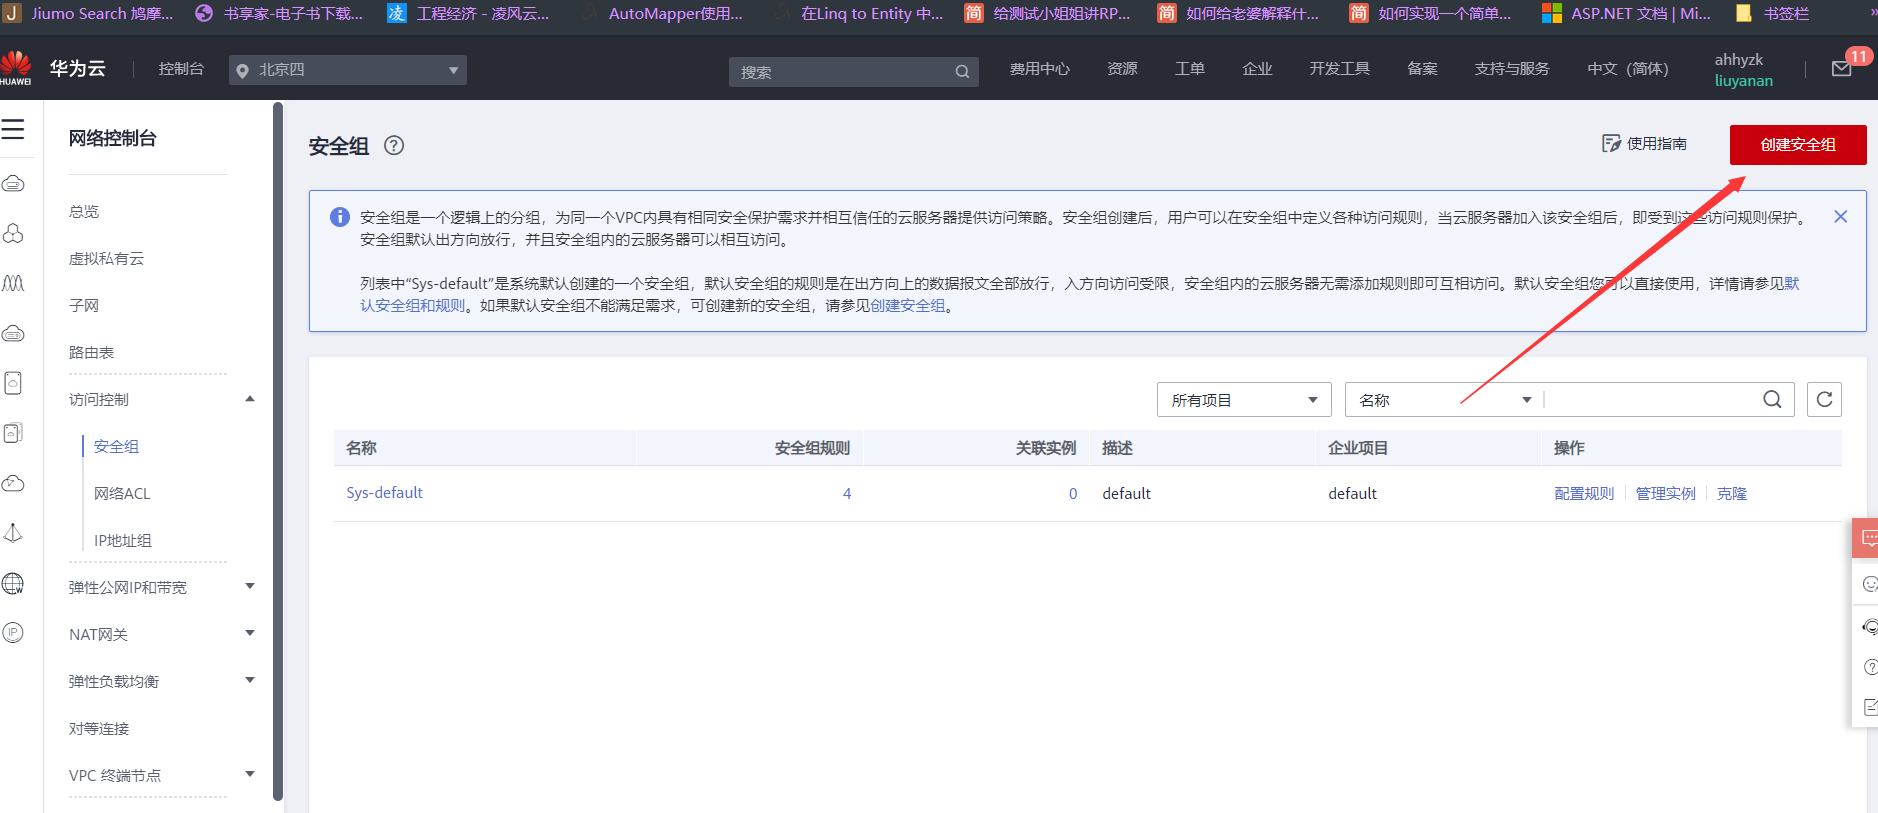 J Jiumo Search 鸠摩... 书享家-电子书下载... 凌 工程经济 - 凌风云... AutoMapper使用... 在Linq to Entity 中... 简 给测试小姐姐讲RP... 简 如何给老婆解释什... 简 如何实现一个简单... ASP.NET 文档 | Mi... 书签栏 »
HUAWEI 华为云 控制台 北京四 搜索 费用中心 资源 工单 企业 开发工具 备案 支持与服务 中文（简体） ahhyzk 11
liuyanan
网络控制台
总览
虚拟私有云
子网
路由表
访问控制
安全组
网络ACL
IP地址组
弹性公网IP和带宽
NAT网关
弹性负载均衡
对等连接
VPC 终端节点
W
IP
安全组 ? 使用指南 创建安全组
安全组是一个逻辑上的分组，为同一个VPC内具有相同安全保护需求并相互信任的云服务器提供访问策略。安全组创建后，用户可以在安全组中定义各种访问规则，当云服务器加入该安全组后，即受到这些访问规则保护。
安全组默认出方向放行，并且安全组内的云服务器可以相互访问。
列表中“Sys-default”是系统默认创建的一个安全组，默认安全组的规则是在出方向上的数据报文全部放行，入方向访问受限，安全组内的云服务器无需添加规则即可互相访问。默认安全组您可以直接使用，详情请参见默
认安全组和规则。如果默认安全组不能满足需求，可创建新的安全组，请参见创建安全组。
所有项目 名称
名称 安全组规则 关联实例 描述 企业项目 操作
Sys-default 4 0 default default 配置规则 管理实例 克隆